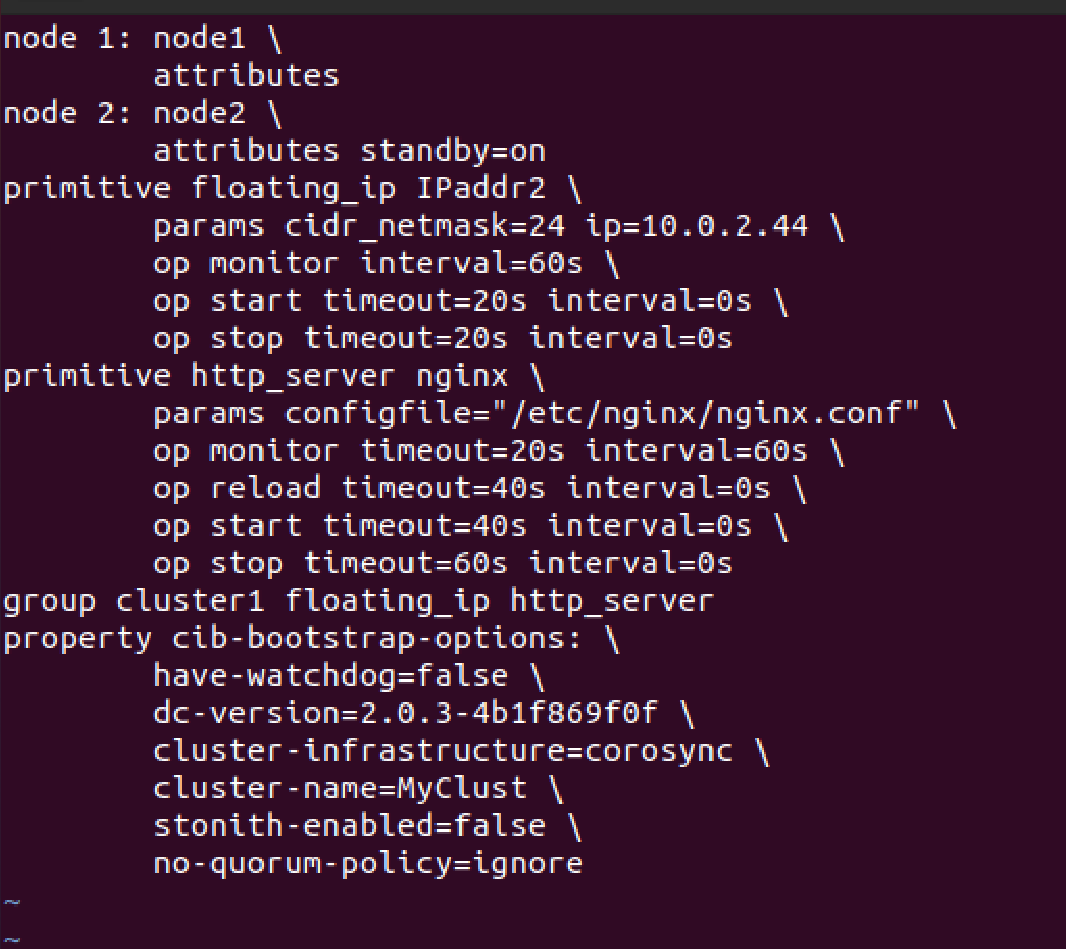 node 1: node1 \
        attributes
node 2: node2 \
        attributes standby=on
primitive floating_ip IPaddr2 \
        params cidr_netmask=24 ip=10.0.2.44 \
        op monitor interval=60s \
        op start timeout=20s interval=0s \
        op stop timeout=20s interval=0s
primitive http_server nginx \
        params configfile="/etc/nginx/nginx.conf" \
        op monitor timeout=20s interval=60s \
        op reload timeout=40s interval=0s \
        op start timeout=40s interval=0s \
        op stop timeout=60s interval=0s
group cluster1 floating_ip http_server
property cib-bootstrap-options: \
        have-watchdog=false \
        dc-version=2.0.3-4b1f869f0f \
        cluster-infrastructure=corosync \
        cluster-name=MyClust \
        stonith-enabled=false \
        no-quorum-policy=ignore
~
~